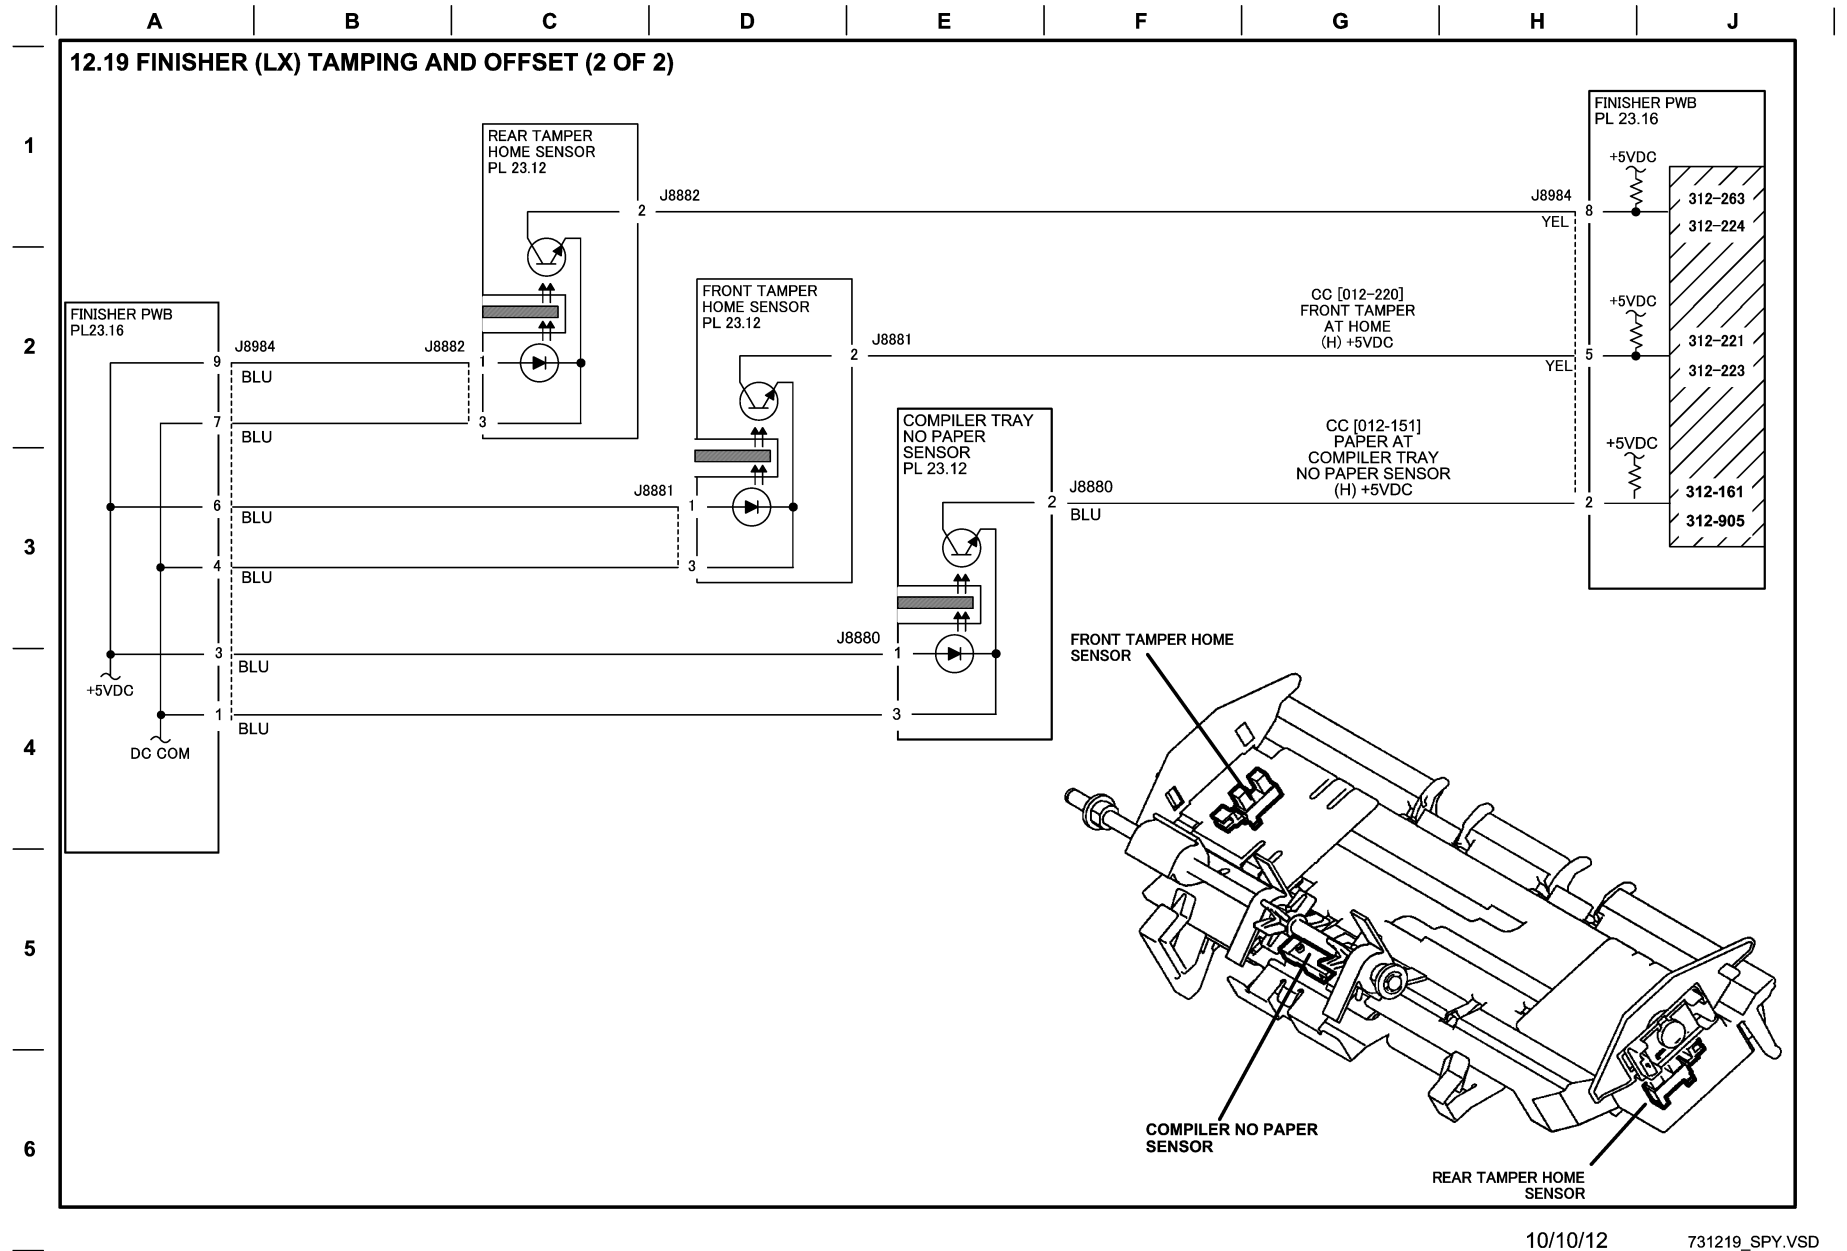 A B C D E F G H J
12.19 FINISHER (LX) TAMPING AND OFFSET (2 OF 2)
1
2
3
4
5
6
FINISHER PWB
PL23.16
9
7
6
4
3
1
+5VDC
DC COM
J8984
BLU
BLU
BLU
BLU
BLU
BLU
REAR TAMPER
HOME SENSOR
PL 23.12
J8882
1
3
2
J8882
FRONT TAMPER
HOME SENSOR
PL 23.12
J8881
1
3
2
J8881
COMPILER TRAY
NO PAPER
SENSOR
PL 23.12
J8880
1
3
2
J8880
BLU
CC [012-220]
FRONT TAMPER
AT HOME
(H) +5VDC
CC [012-151]
PAPER AT
COMPILER TRAY
NO PAPER SENSOR
(H) +5VDC
J8984
YEL
YEL
FINISHER PWB
PL 23.16
8
5
2
+5VDC
+5VDC
+5VDC
312-263
312-224
312-221
312-223
312-161
312-905
FRONT TAMPER HOME
SENSOR
COMPILER NO PAPER
SENSOR
REAR TAMPER HOME
SENSOR
10/10/12
731219_SPY.VSD